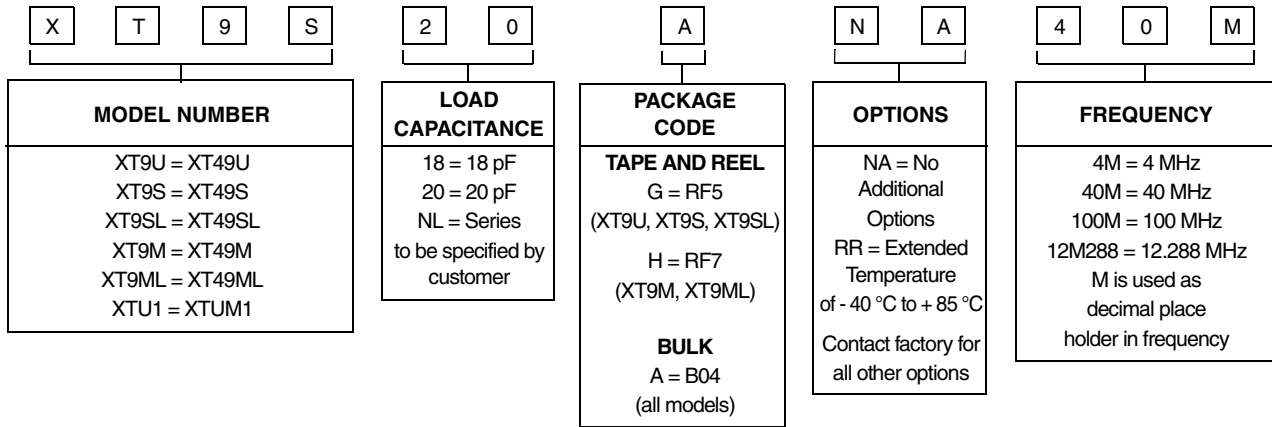 X T 9 S 2 0 A N A 4 0 M
MODEL NUMBER
XT9U = XT49U
XT9S = XT49S
XT9SL = XT49SL
XT9M = XT49M
XT9ML = XT49ML
XTU1 = XTUM1
LOAD
CAPACITANCE
18 = 18 pF
20 = 20 pF
NL = Series
to be specified by
customer
PACKAGE
CODE
TAPE AND REEL
G = RF5
(XT9U, XT9S, XT9SL)
H = RF7
(XT9M, XT9ML)
BULK
A = B04
(all models)
OPTIONS
NA = No
Additional
Options
RR = Extended
Temperature
of - 40 °C to + 85 °C
Contact factory for
all other options
FREQUENCY
4M = 4 MHz
40M = 40 MHz
100M = 100 MHz
12M288 = 12.288 MHz
M is used as
decimal place
holder in frequency